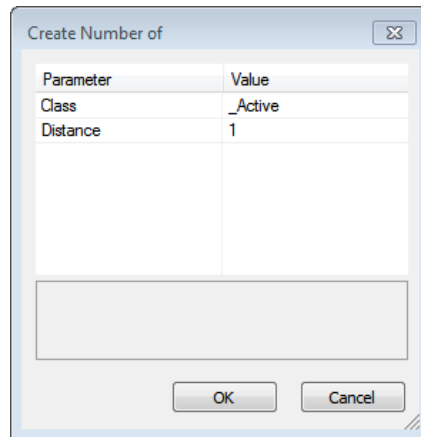 Create Number of
Parameter Value
Class _Active
Distance 1
OK Cancel